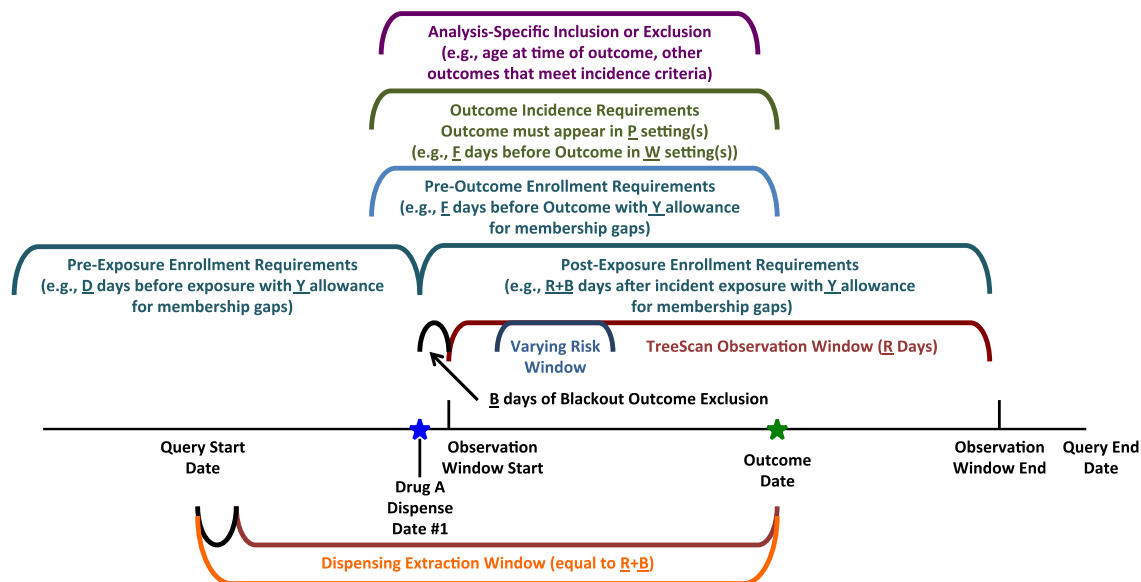 Analysis-Specific Inclusion or Exclusion
(e.g., age at time of outcome, other
outcomes that meet incidence criteria)
Outcome Incidence Requirements
Outcome must appear in P setting(s)
(e.g., F days before Outcome in W setting(s))
Pre-Outcome Enrollment Requirements
(e.g., F days before Outcome with Y allowance
for membership gaps)
Pre-Exposure Enrollment Requirements
(e.g., D days before exposure with Y allowance
for membership gaps)
Post-Exposure Enrollment Requirements
(e.g., R+B days after incident exposure with Y allowance
for membership gaps)
Varying Risk
Window
TreeScan Observation Window (R Days)
B days of Blackout Outcome Exclusion
Query Start
Date
Drug A
Dispense
Date #1
Observation
Window Start
Outcome
Date
Observation
Window End
Query End
Date
Dispensing Extraction Window (equal to R+B)